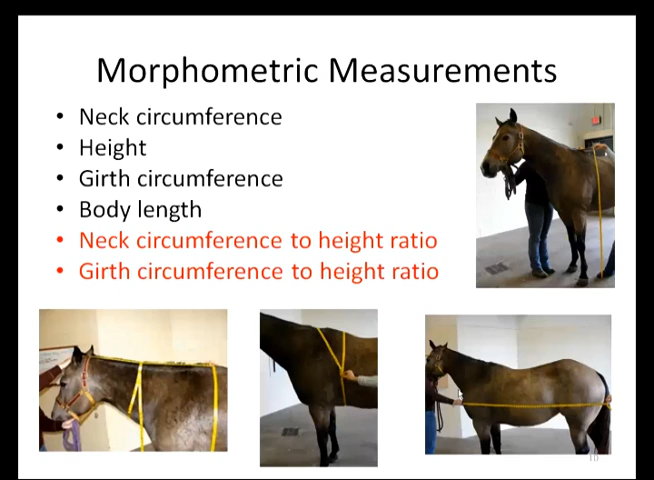 Morphometric Measurements
• Neck circumference
• Height
• Girth circumference
• Body length
• Neck circumference to height ratio
• Girth circumference to height ratio